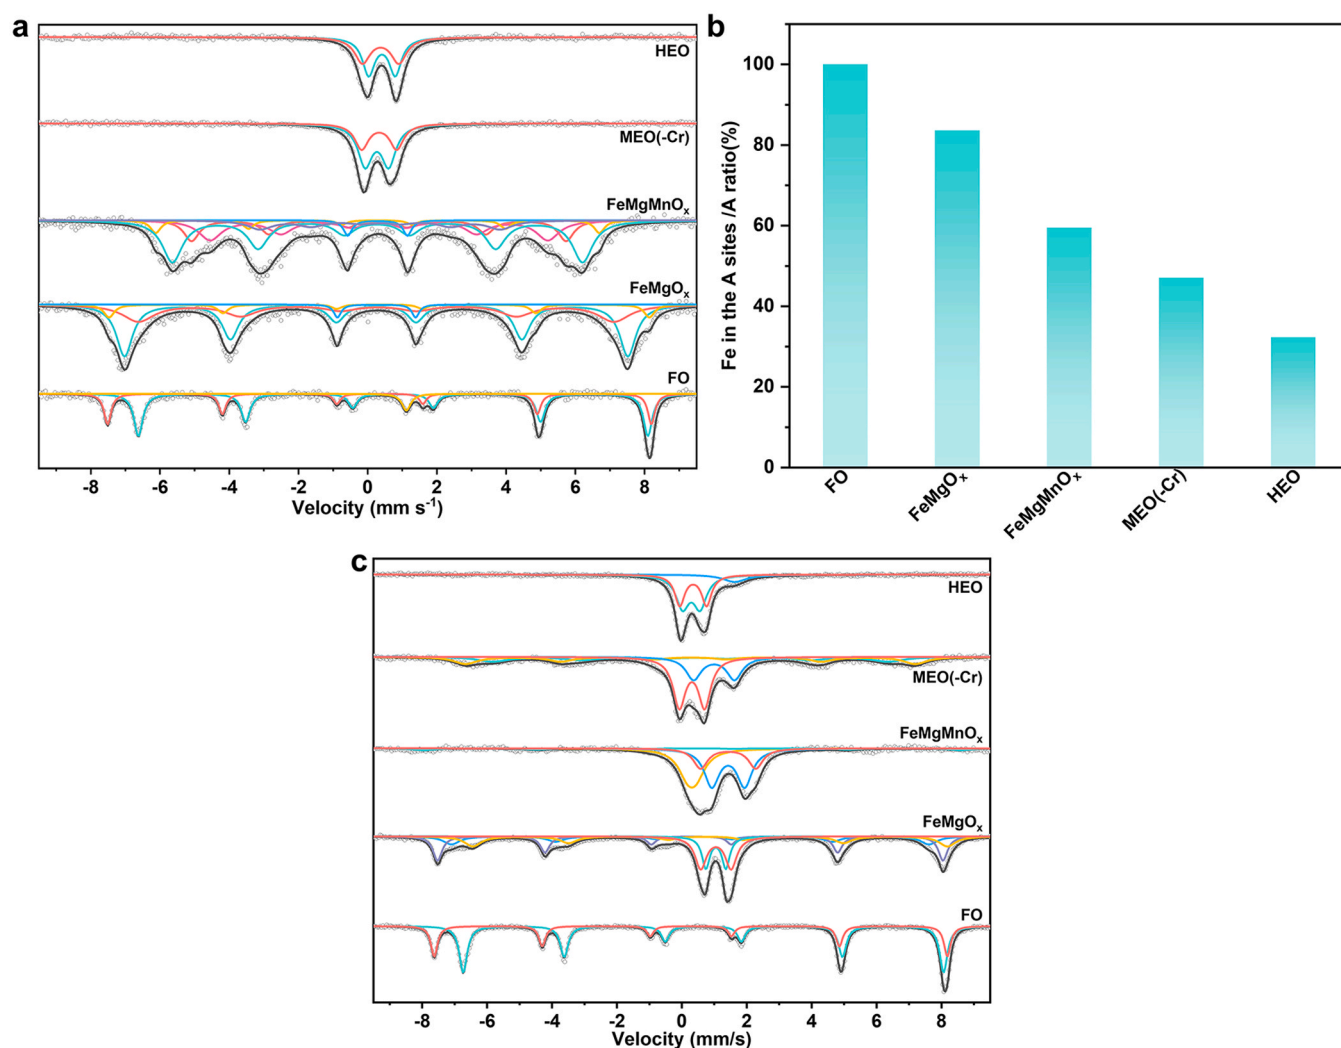 a
HEO
MEO(-Cr)
FeMgMnOx
FeMgOx
FO
-8 -6 -4 -2 0 2 4 6 8
Velocity (mm s-1)
b
Fe in the A sites /A ratio(%)
100
80
60
40
20
0
FO
FeMgOx
FeMgMnOx
MEO(-Cr)
HEO
c
HEO
MEO(-Cr)
FeMgMnOx
FeMgOx
FO
-8 -6 -4 -2 0 2 4 6 8
Velocity (mm/s)